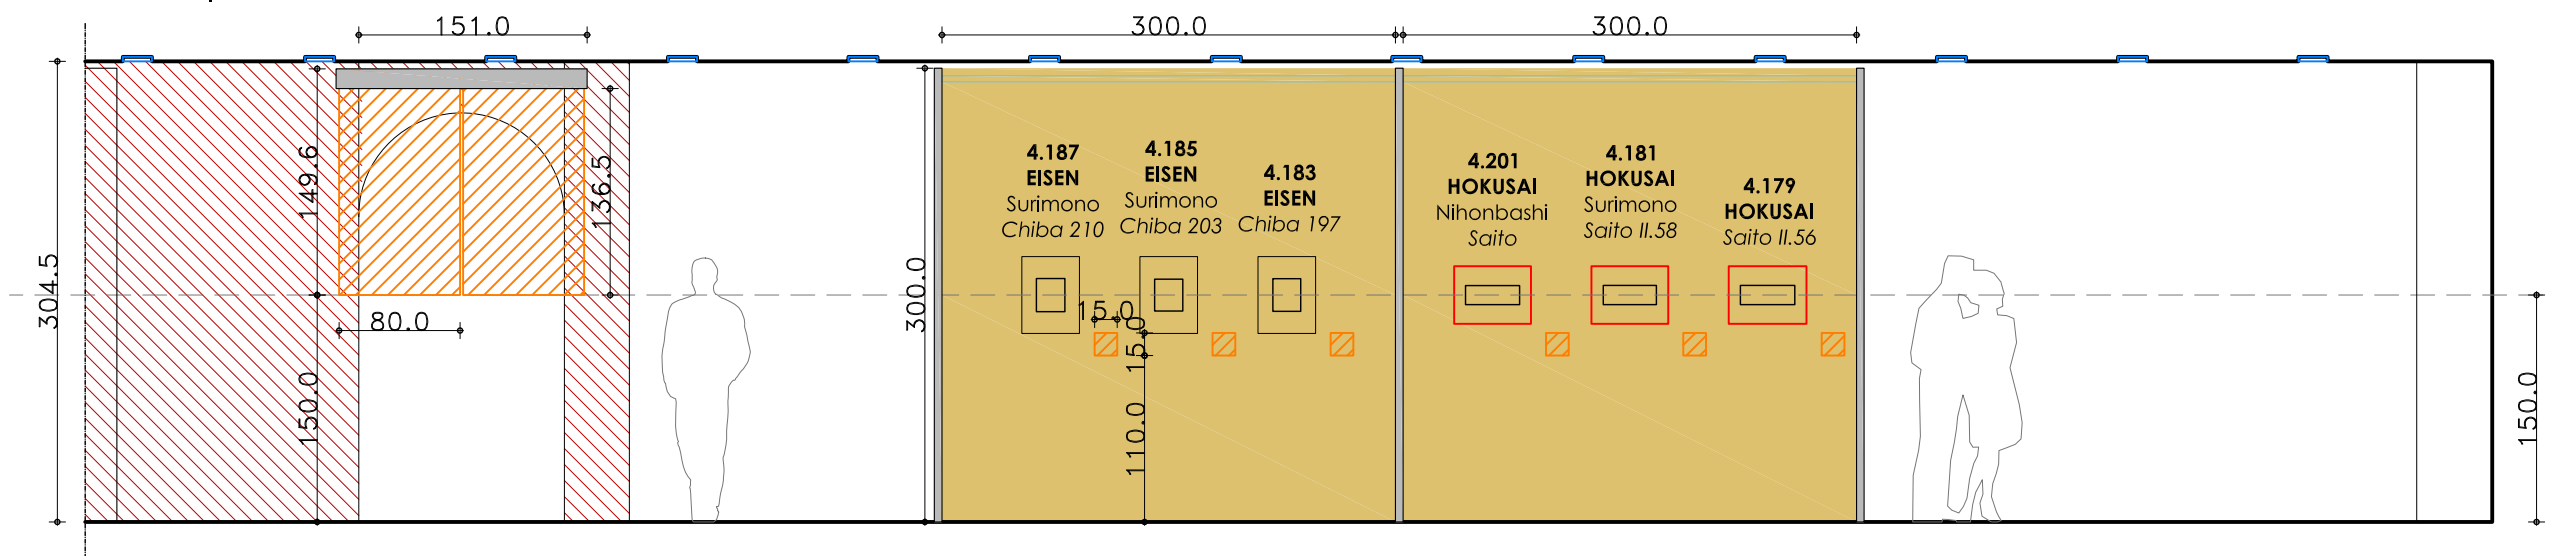 151.0
300.0
300.0
149.6
136.5
304.5
80.0
150.0
300.0
4.187
EISEN
Surimono
Chiba 210
4.185
EISEN
Surimono
Chiba 203
4.183
EISEN
Chiba 197
15.0
15.0
110.0
4.201
HOKUSAI
Nihonbashi
Saito
4.181
HOKUSAI
Surimono
Saito II.58
4.179
HOKUSAI
Saito II.56
150.0